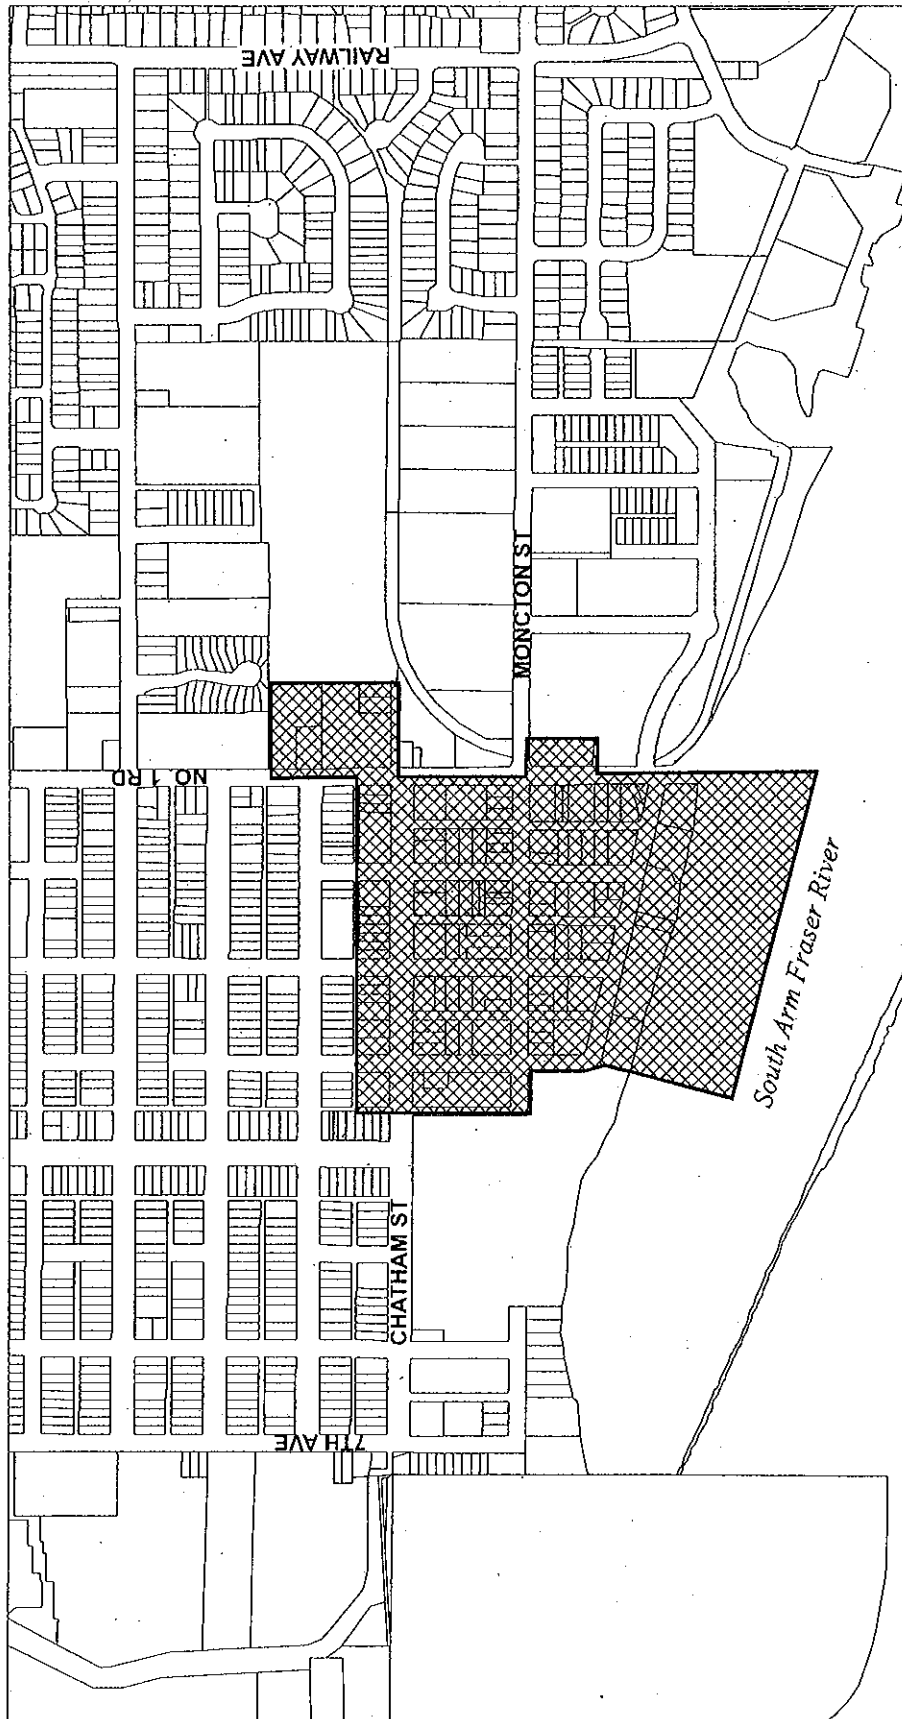 RAILWAY AVE
MONCTON ST
NO. 1 RD
South Arm Fraser River
CHATHAM ST
7TH AVE